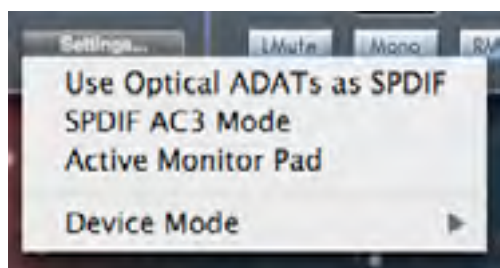 Settings...
LMute Mono
Use Optical ADATs as SPDIF
SPDIF AC3 Mode
Active Monitor Pad
Device Mode